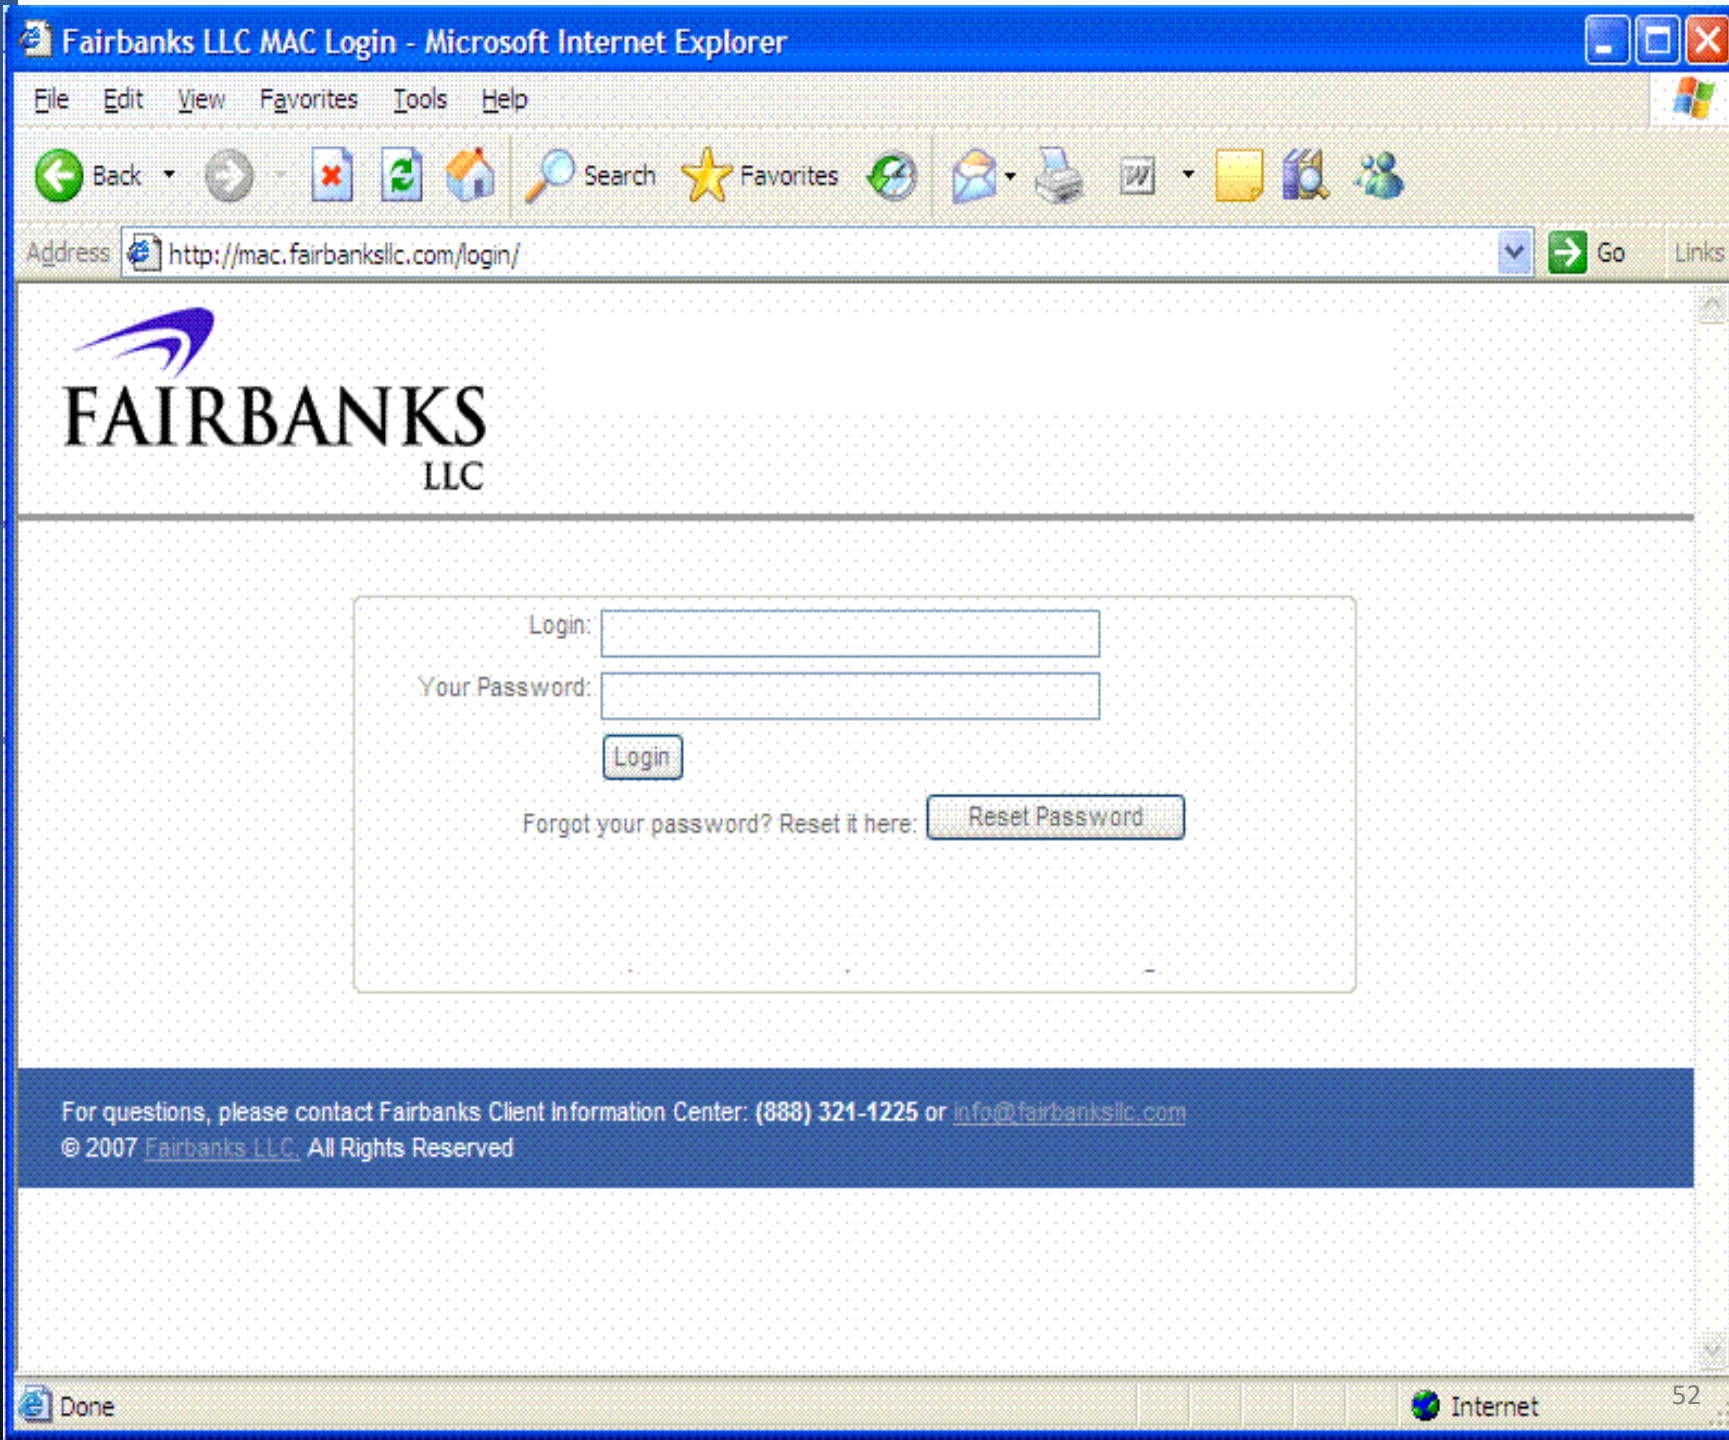 Fairbanks LLC MAC Login - Microsoft Internet Explorer
File Edit View Favorites Tools Help
Back Search Favorites W
Address http://mac.fairbanksllc.com/login/ Go Links
FAIRBANKS
LLC
Login:
Your Password:
Login
Forgot your password? Reset it here: Reset Password
For questions, please contact Fairbanks Client Information Center: (888) 321-1225 or info@fairbanksllc.com
© 2007 Fairbanks LLC. All Rights Reserved
Done Internet 52